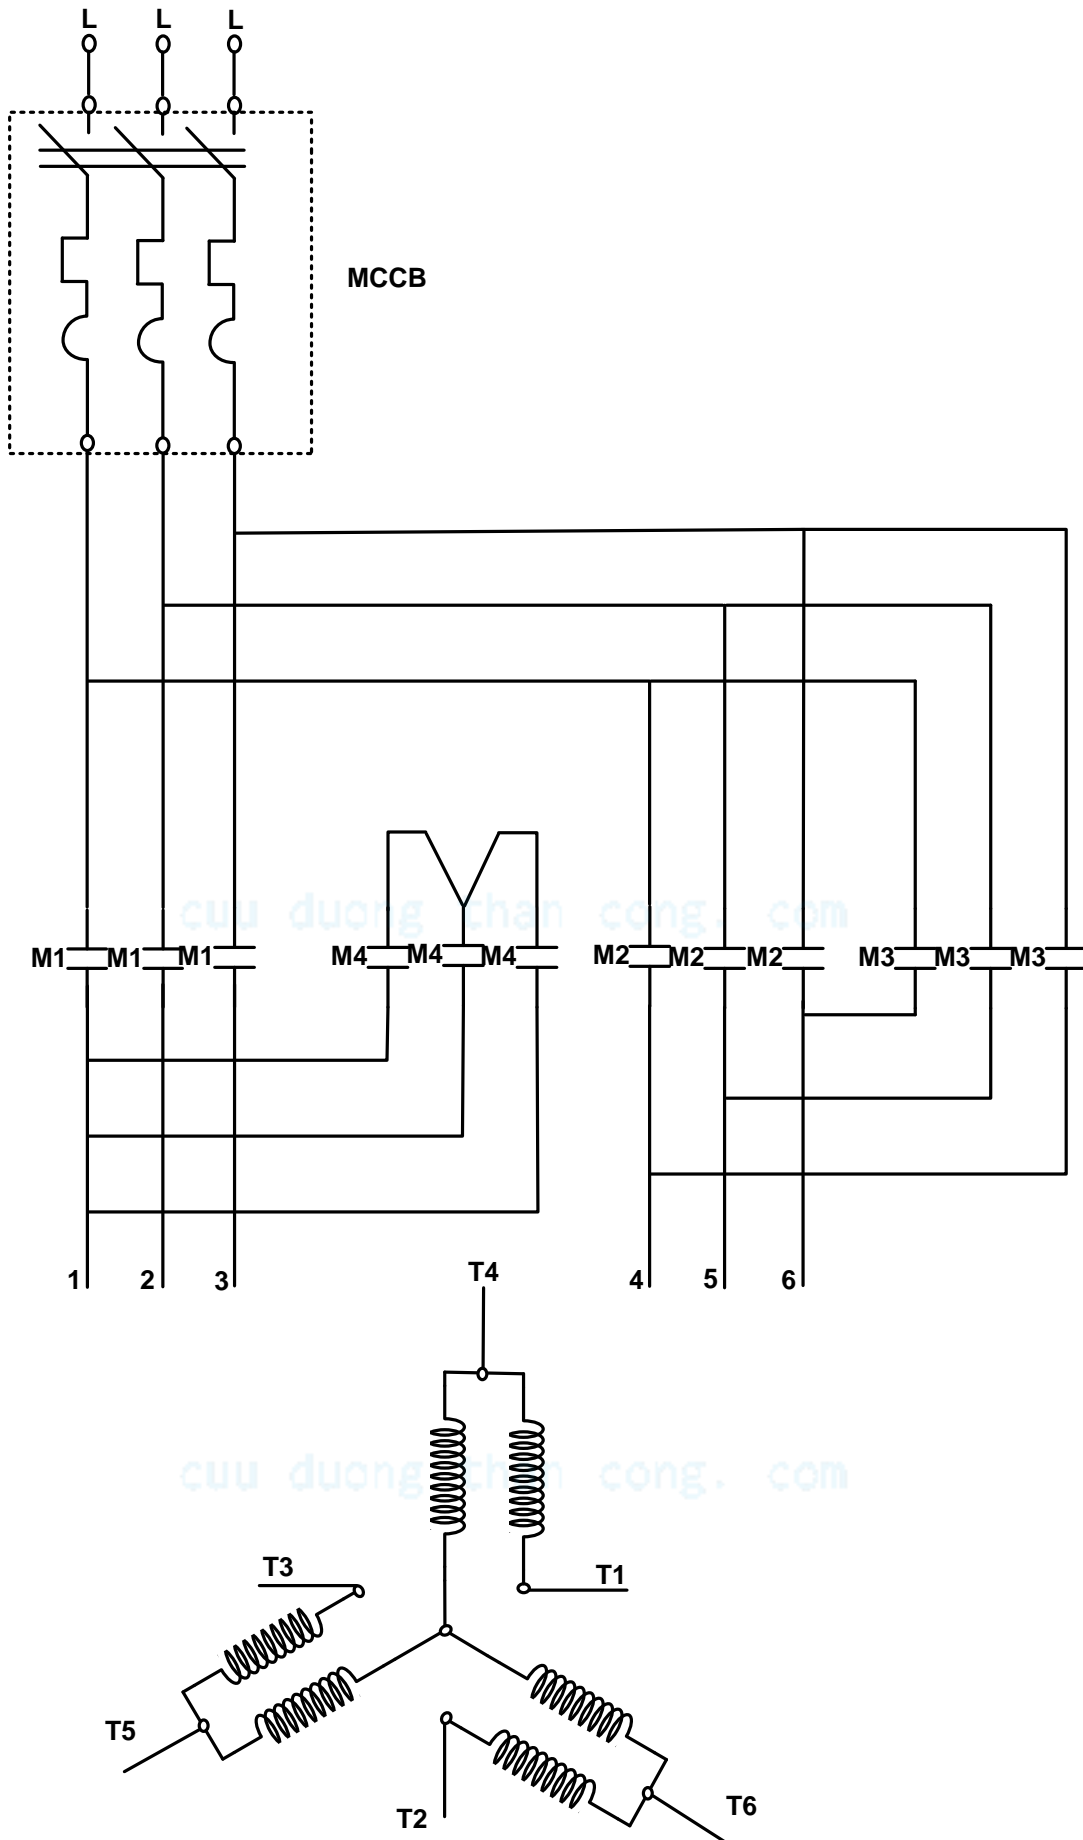 L L L
MCCB
cuu duong than cong. com
M1 M1 M1 M4 M4 M4 M2 M2 M2 M3 M3 M3
1 2 3 4 5 6
T4
cuu duong than cong. com
T3 T1
T5
T2 T6